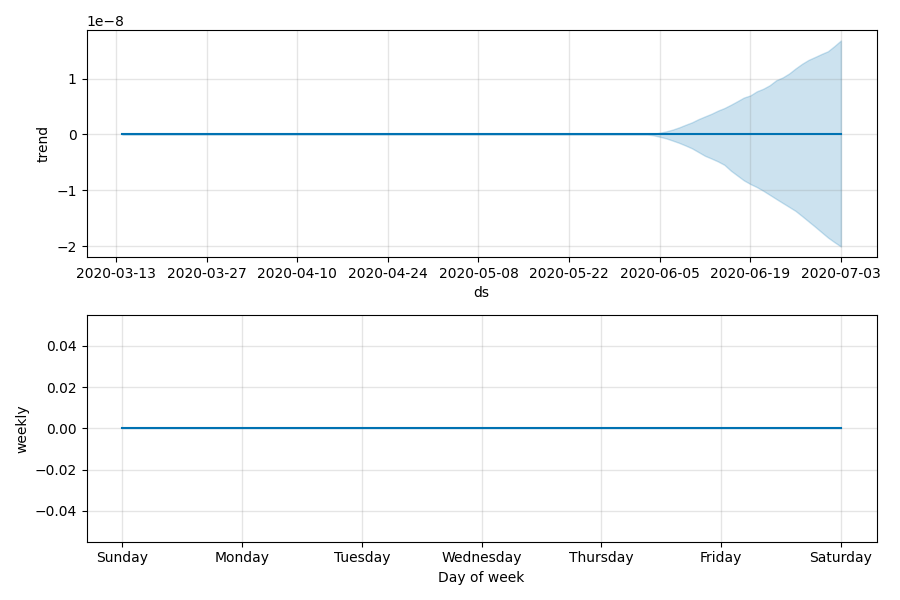 1e−8
1
0
−1
−2
trend
2020-03-13 2020-03-27 2020-04-10 2020-04-24 2020-05-08 2020-05-22 2020-06-05 2020-06-19 2020-07-03
ds
0.04
0.02
0.00
−0.02
−0.04
weekly
Sunday Monday Tuesday Wednesday Thursday Friday Saturday
Day of week